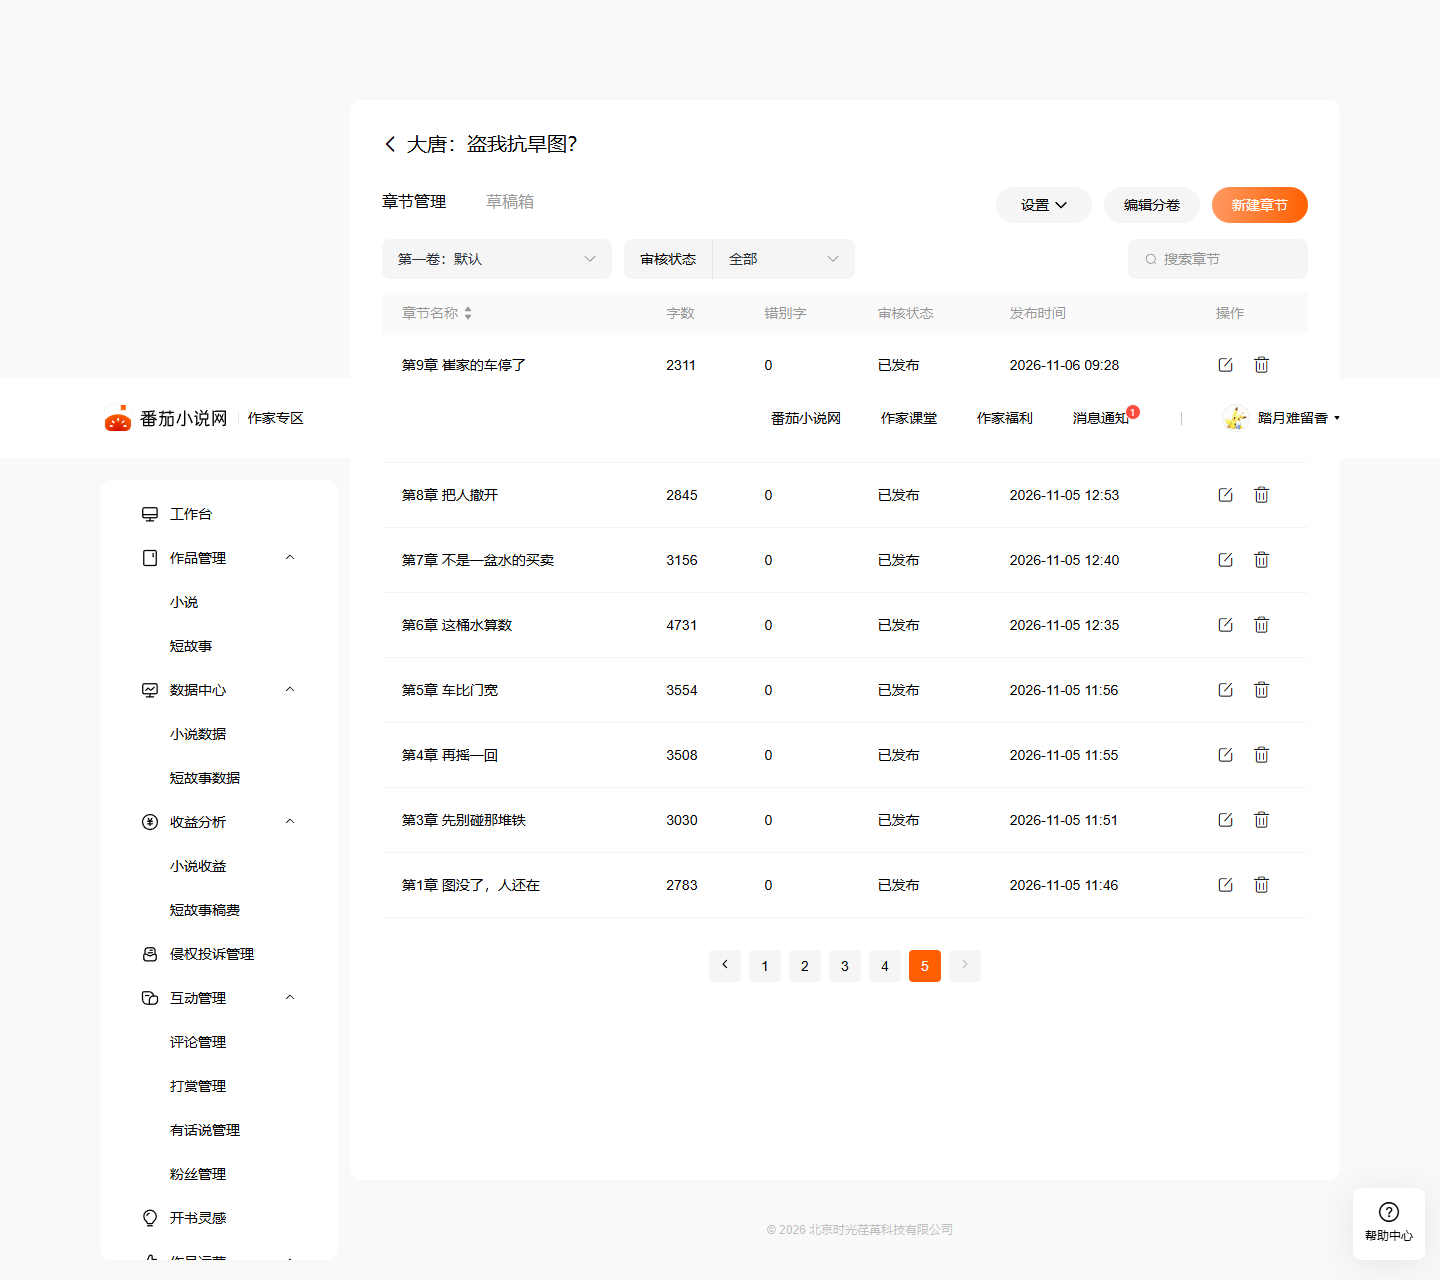 大唐：盗我抗旱图？
章节管理 草稿箱 设置 编辑分卷 新建章节
第一卷：默认 审核状态 全部 搜索章节
章节名称 字数 错别字 审核状态 发布时间 操作
第9章 崔家的车停了 2311 0 已发布 2026-11-06 09:28
番茄小说网 作家专区 番茄小说网 作家课堂 作家福利 消息通知 1 踏月难留香
第8章 把人撤开 2845 0 已发布 2026-11-05 12:53
第7章 不是一盆水的买卖 3156 0 已发布 2026-11-05 12:40
第6章 这桶水算数 4731 0 已发布 2026-11-05 12:35
第5章 车比门宽 3554 0 已发布 2026-11-05 11:56
第4章 再摇一回 3508 0 已发布 2026-11-05 11:55
第3章 先别碰那堆铁 3030 0 已发布 2026-11-05 11:51
第1章 图没了，人还在 2783 0 已发布 2026-11-05 11:46
1 2 3 4 5
工作台
作品管理
小说
短故事
数据中心
小说数据
短故事数据
收益分析
小说收益
短故事稿费
侵权投诉管理
互动管理
评论管理
打赏管理
有话说管理
粉丝管理
开书灵感
© 2026 北京时光荏苒科技有限公司
帮助中心